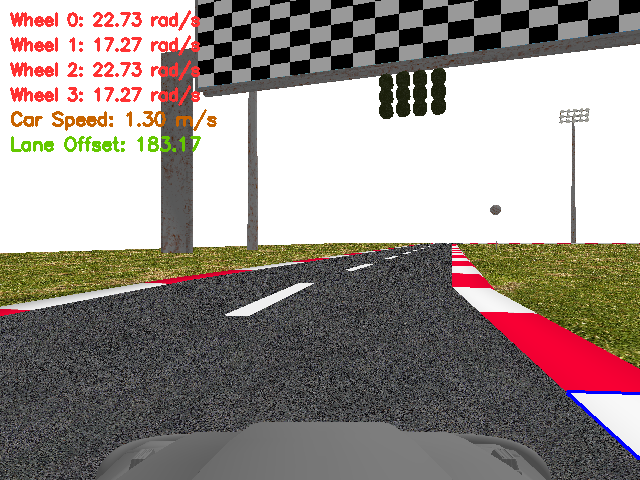 Wheel 0: 22.73 rad/s
Wheel 1: 17.27 rad/s
Wheel 2: 22.73 rad/s
Wheel 3: 17.27 rad/s
Car Speed: 1.30 m/s
Lane Offset: 183.17